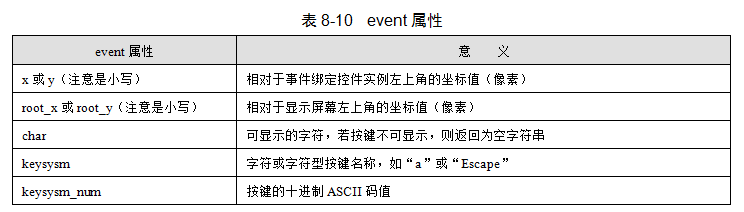 表 8-10 event 属性
event 属性 意 义
x 或 y（注意是小写） 相对于事件绑定控件实例左上角的坐标值（像素）
root_x 或 root_y（注意是小写） 相对于显示屏幕左上角的坐标值（像素）
char 可显示的字符，若按键不可显示，则返回为空字符串
keysysm 字符或字符型按键名称，如“a”或“Escape”
keysysm_num 按键的十进制 ASCII 码值